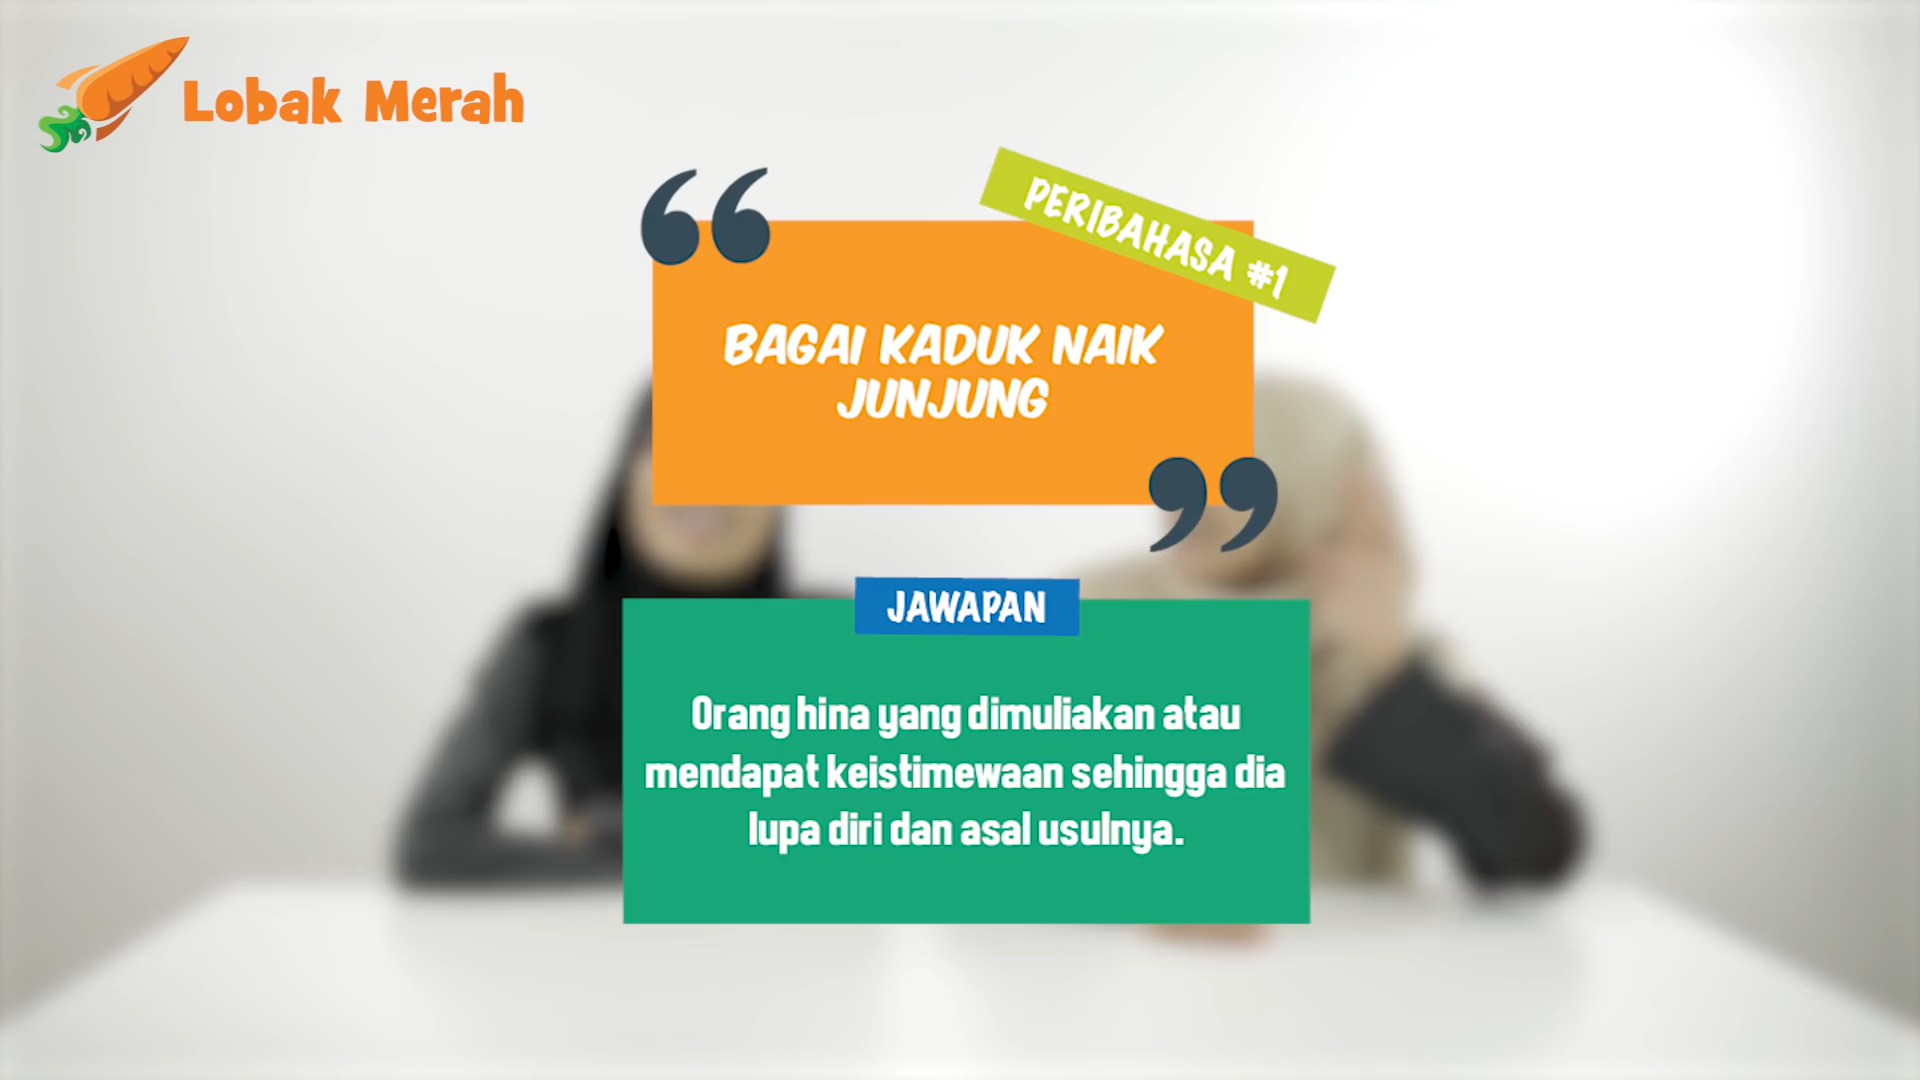 Lobak Merah
PERIBAHASA #1
BAGAI KADUK NAIK
JUNJUNG
JAWAPAN
Orang hina yang dimuliakan atau
mendapat keistimewaan sehingga dia
lupa diri dan asal usulnya.